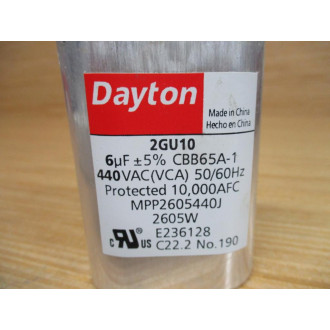 Dayton
Made in China
Hecho en China
2GU10
6µF ±5% CBB65A-1
440VAC(VCA) 50/60Hz
Protected 10,000AFC
MPP2605440J
2605W
E236128
C US C22.2 No.190